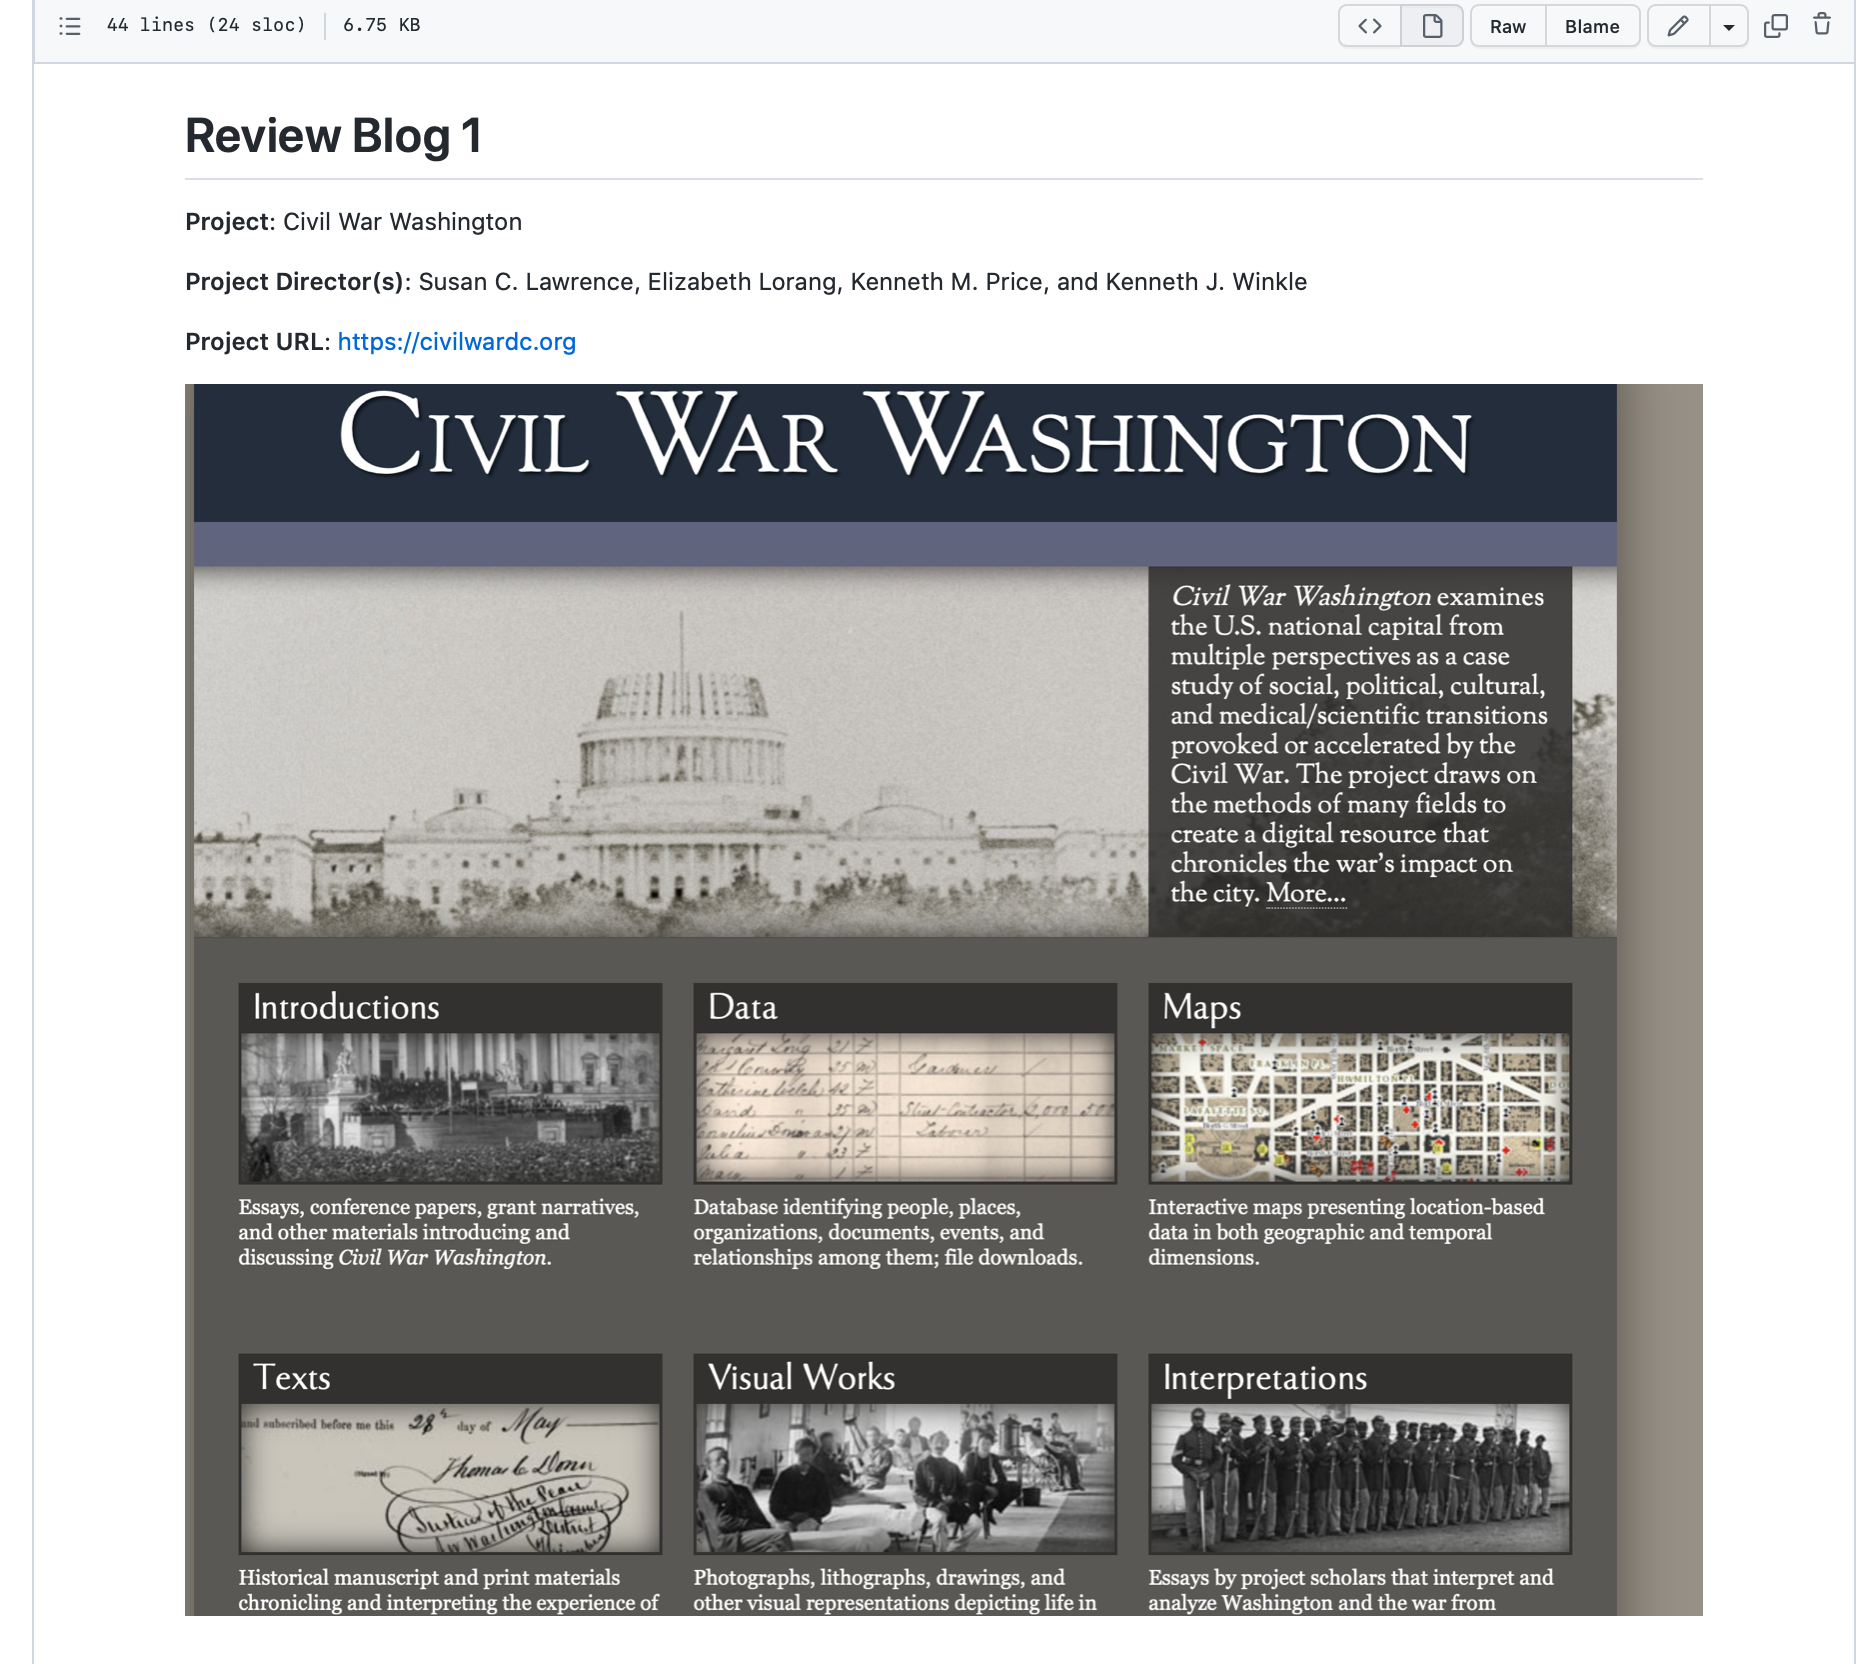 44 lines (24 sloc) 6.75 KB
Raw Blame
Review Blog 1
Project: Civil War Washington
Project Director(s): Susan C. Lawrence, Elizabeth Lorang, Kenneth M. Price, and Kenneth J. Winkle
Project URL: https://civilwardc.org
CIVIL WAR WASHINGTON
Civil War Washington examines
the U.S. national capital from
multiple perspectives as a case
study of social, political, cultural,
and medical/scientific transitions
provoked or accelerated by the
Civil War. The project draws on
the methods of many fields to
create a digital resource that
chronicles the war's impact on
the city. More...
Introductions
Essays, conference papers, grant narratives,
and other materials introducing and
discussing Civil War Washington.
Data
Gardner
Laborer
Database identifying people, places,
organizations, documents, events, and
relationships among them; file downloads.
Maps
MARKET SPACE
Interactive maps presenting location-based
data in both geographic and temporal
dimensions.
Texts
and subscribed before me this 28 day of May
Justice of the Peace
Historical manuscript and print materials
chronicling and interpreting the experience of
Visual Works
Photographs, lithographs, drawings, and
other visual representations depicting life in
Interpretations
Essays by project scholars that interpret and
analyze Washington and the war from